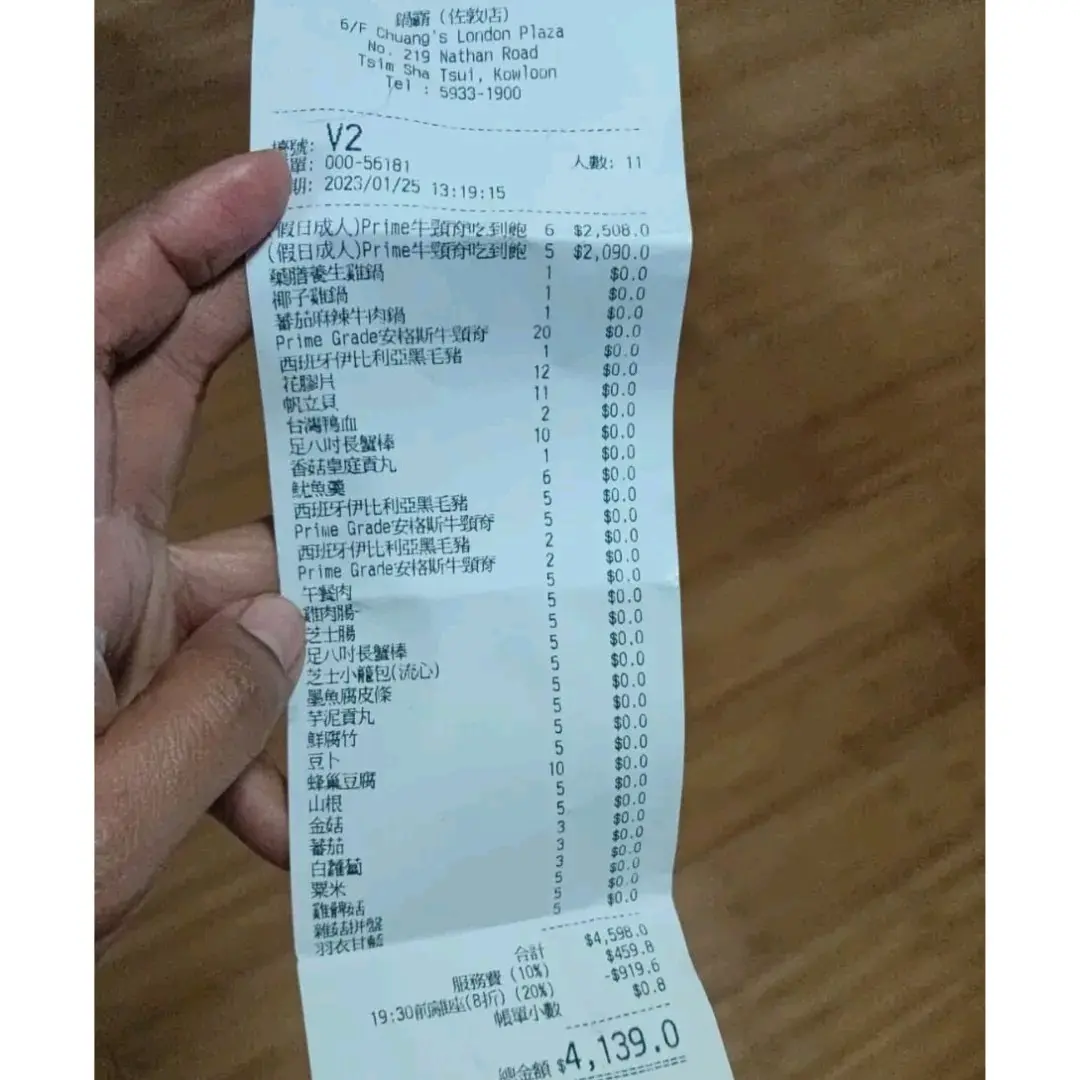 鍋霸 (佐敦店)
6/F Chuang's London Plaza
No. 219 Nathan Road
Tsim Sha Tsui, Kowloon
Tel : 5933-1900
檯號: V2
單: 000-56181 人數: 11
期: 2023/01/25 13:19:15
(假日成人)Prime牛頸脊吃到飽 6 $2,508.0
(假日成人)Prime牛頸脊吃到飽 5 $2,090.0
藥膳養生雞鍋 1 $0.0
椰子雞鍋 1 $0.0
蕃茄麻辣牛肉鍋 1 $0.0
Prime Grade安格斯牛頸脊 20 $0.0
西班牙伊比利亞黑毛豬 1 $0.0
花膠片 12 $0.0
帆立貝 11 $0.0
台灣鴨血 2 $0.0
足八吋長蟹棒 10 $0.0
香菇皇庭貢丸 1 $0.0
魷魚羹 6 $0.0
西班牙伊比利亞黑毛豬 5 $0.0
Prime Grade安格斯牛頸脊 5 $0.0
西班牙伊比利亞黑毛豬 2 $0.0
Prime Grade安格斯牛頸脊 2 $0.0
午餐肉 5 $0.0
雞肉腸 5 $0.0
芝士腸 5 $0.0
足八吋長蟹棒 5 $0.0
芝士小籠包(流心) 5 $0.0
墨魚腐皮條 5 $0.0
芋泥貢丸 5 $0.0
鮮腐竹 5 $0.0
豆卜 5 $0.0
蜂巢豆腐 10 $0.0
山根 5 $0.0
金菇 5 $0.0
蕃茄 3 $0.0
白蘿蔔 3 $0.0
粟米 3 $0.0
雞髀菇 5 $0.0
雜菇拼盤 5 $0.0
羽衣甘藍 5 $0.0
合計 $4,598.0
服務費 (10%) $459.8
19:30前離座(8折) (20%) -$919.6
帳單小數 $0.8
總金額 $4,139.0